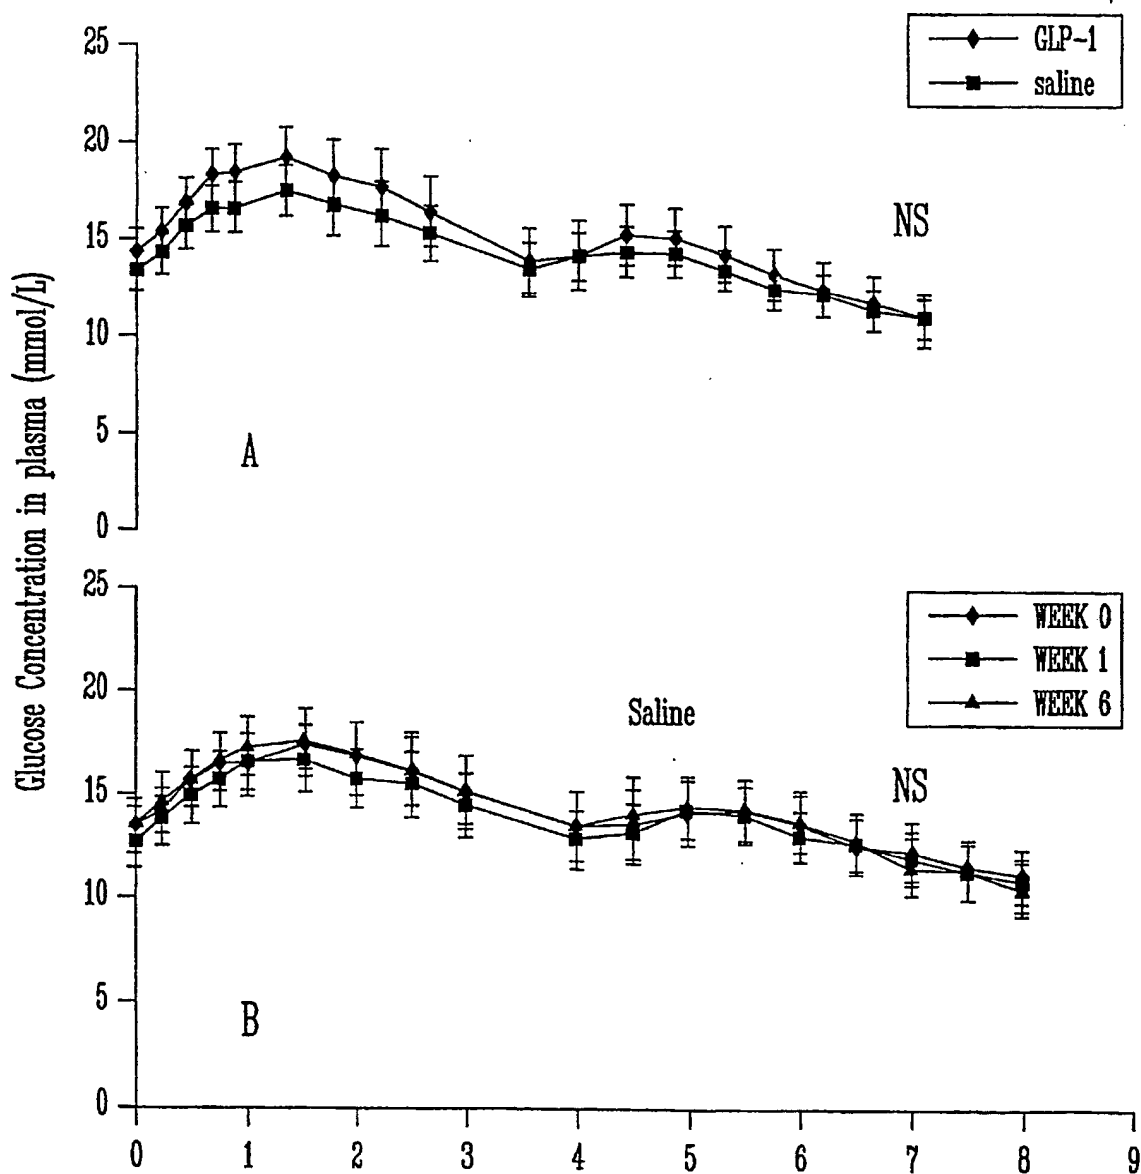 GLP-1
saline
25
20
15
10
5
0
NS
A
Glucose Concentration in plasma (mmol/L)
25
20
15
10
5
0
WEEK 0
WEEK 1
WEEK 6
Saline
NS
B
0 1 2 3 4 5 6 7 8 9